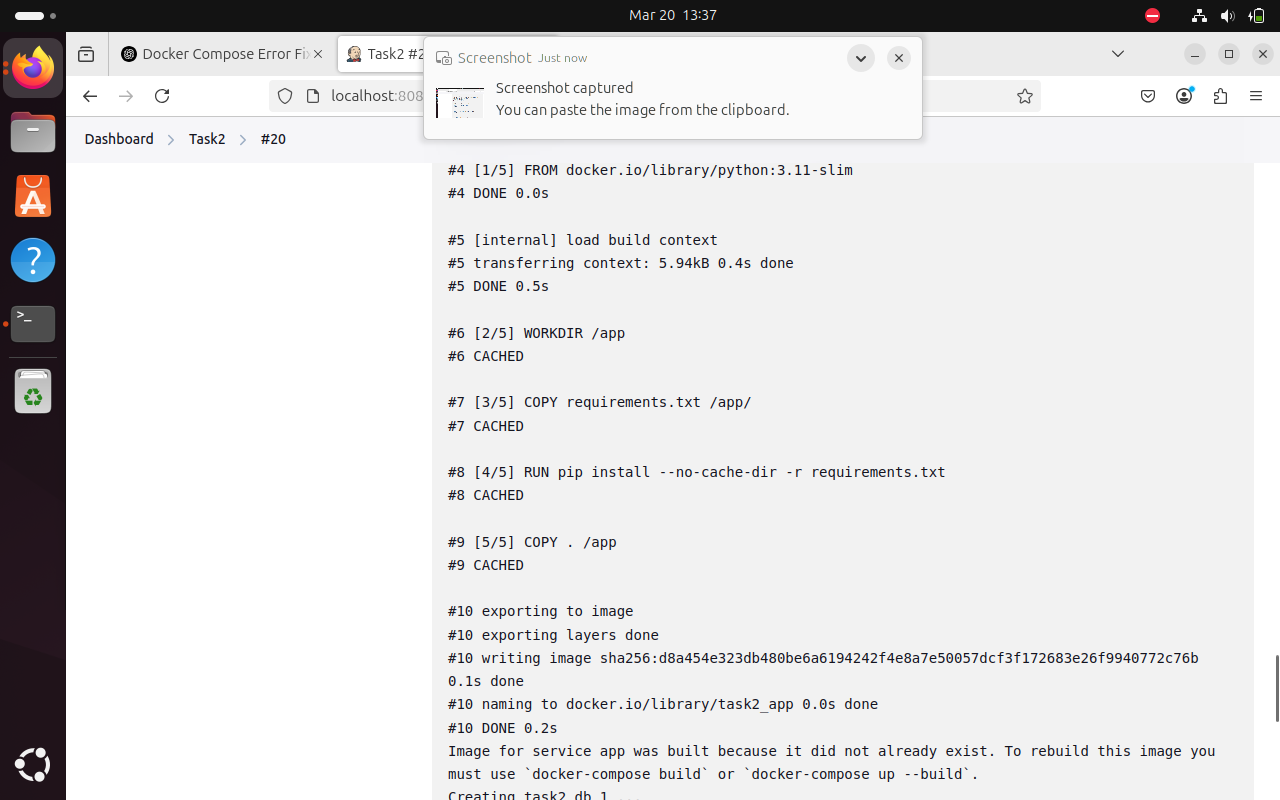 Mar 20 13:37
Docker Compose Error Fi
Task2 #2
Screenshot Just now
Screenshot captured
You can paste the image from the clipboard.
localhost:808
Dashboard
Task2
#20
#4 [1/5] FROM docker.io/library/python:3.11-slim
#4 DONE 0.0s
#5 [internal] load build context
#5 transferring context: 5.94kB 0.4s done
#5 DONE 0.5s
#6 [2/5] WORKDIR /app
#6 CACHED
#7 [3/5] COPY requirements.txt /app/
#7 CACHED
#8 [4/5] RUN pip install --no-cache-dir -r requirements.txt
#8 CACHED
#9 [5/5] COPY . /app
#9 CACHED
#10 exporting to image
#10 exporting layers done
#10 writing image sha256:d8a454e323db480be6a6194242f4e8a7e50057dcf3f172683e26f9940772c76b
0.1s done
#10 naming to docker.io/library/task2_app 0.0s done
#10 DONE 0.2s
Image for service app was built because it did not already exist. To rebuild this image you
must use `docker-compose build` or `docker-compose up --build`.
Creating task2_db_1 ...